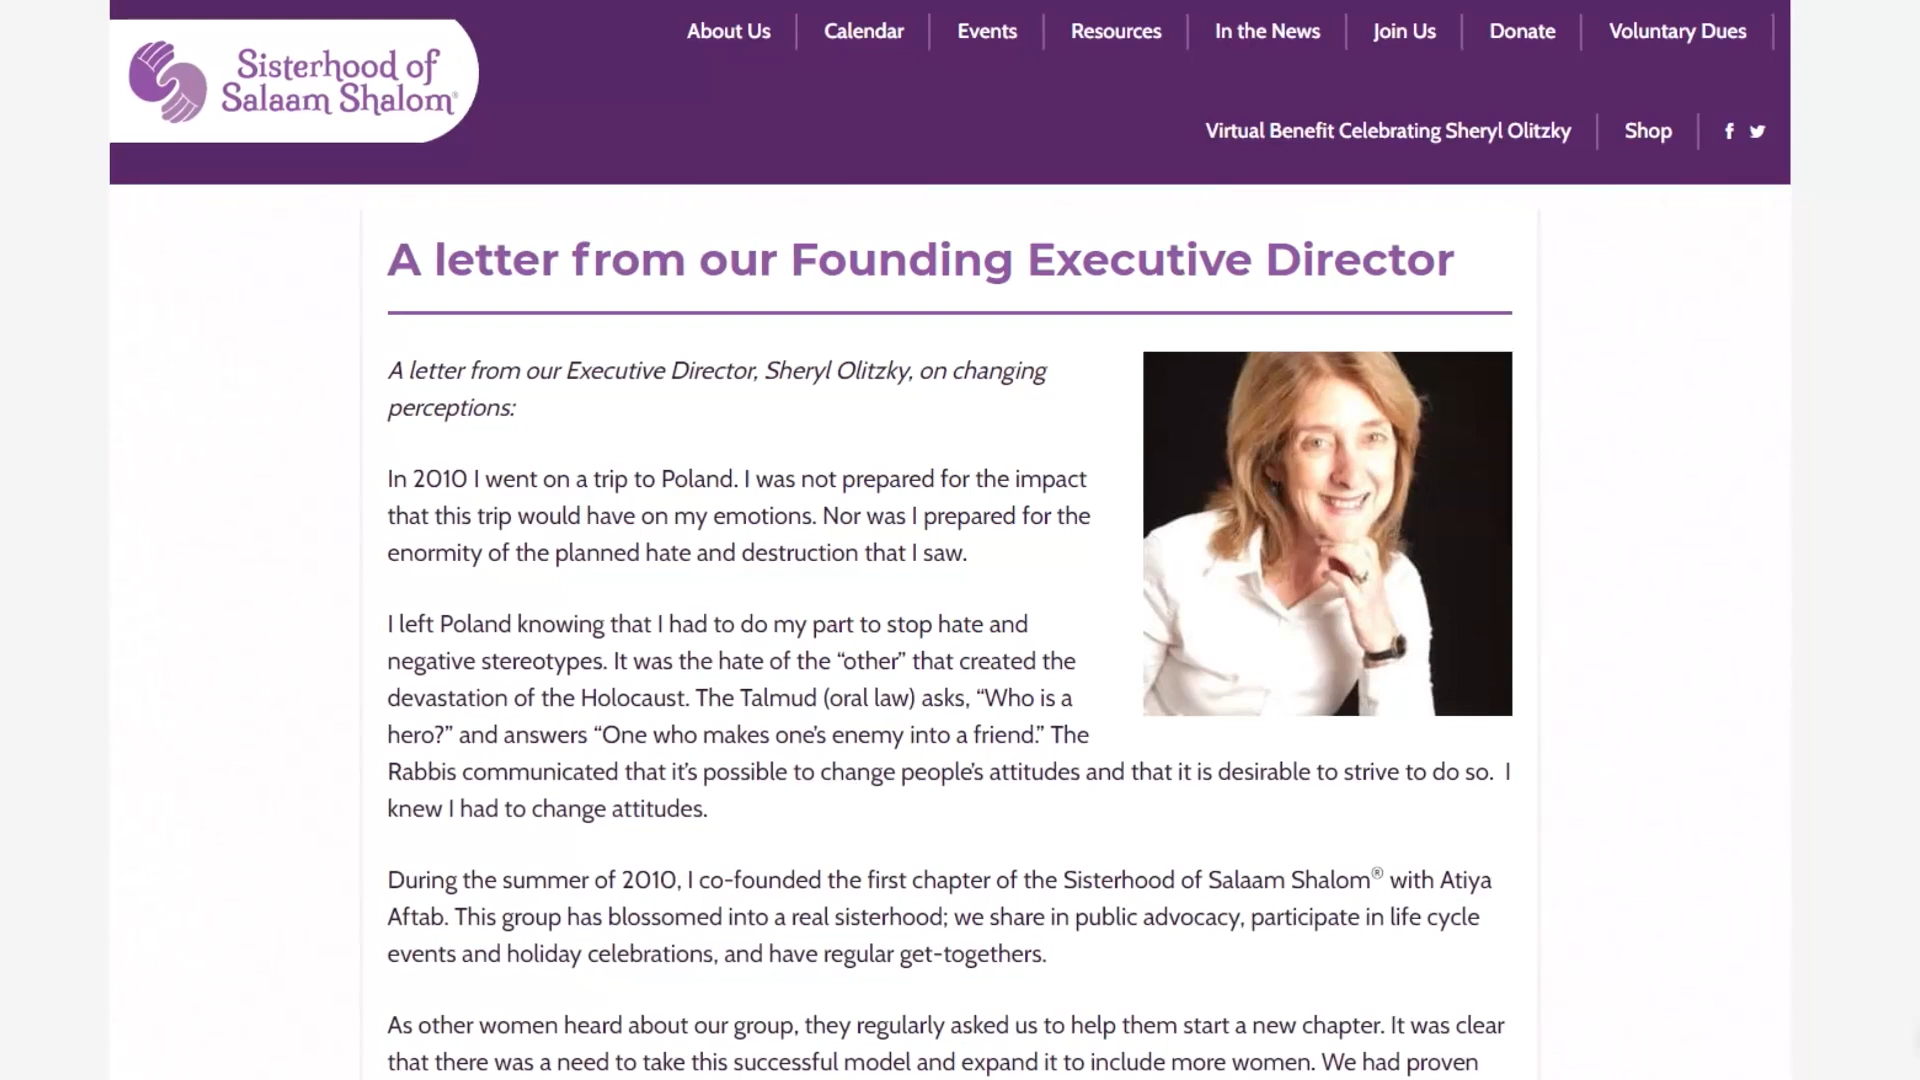 About Us
Calendar
Events
Resources
In the News
Join Us
Donate
Voluntary Dues
Sisterhood of
Salaam Shalom®
Virtual Benefit Celebrating Sheryl Olitzky
Shop
A letter from our Founding Executive Director
A letter from our Executive Director, Sheryl Olitzky, on changing
perceptions:
In 2010 I went on a trip to Poland. I was not prepared for the impact
that this trip would have on my emotions. Nor was I prepared for the
enormity of the planned hate and destruction that I saw.
I left Poland knowing that I had to do my part to stop hate and
negative stereotypes. It was the hate of the “other” that created the
devastation of the Holocaust. The Talmud (oral law) asks, “Who is a
hero?” and answers “One who makes one’s enemy into a friend.” The
Rabbis communicated that it’s possible to change people’s attitudes and that it is desirable to strive to do so. I
knew I had to change attitudes.
During the summer of 2010, I co-founded the first chapter of the Sisterhood of Salaam Shalom® with Atiya
Aftab. This group has blossomed into a real sisterhood; we share in public advocacy, participate in life cycle
events and holiday celebrations, and have regular get-togethers.
As other women heard about our group, they regularly asked us to help them start a new chapter. It was clear
that there was a need to take this successful model and expand it to include more women. We had proven